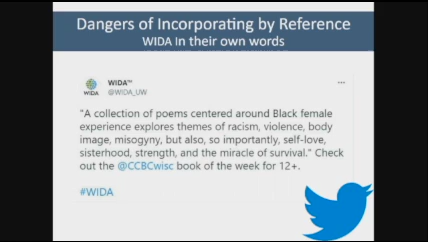 Dangers of Incorporating by Reference
WIDA In their own words
WIDA™
@WIDA_UW
WIDA
"A collection of poems centered around Black female
experience explores themes of racism, violence, body
image, misogyny, but also, so importantly, self-love,
sisterhood, strength, and the miracle of survival." Check
out the @CCBCwisc book of the week for 12+.
#WIDA